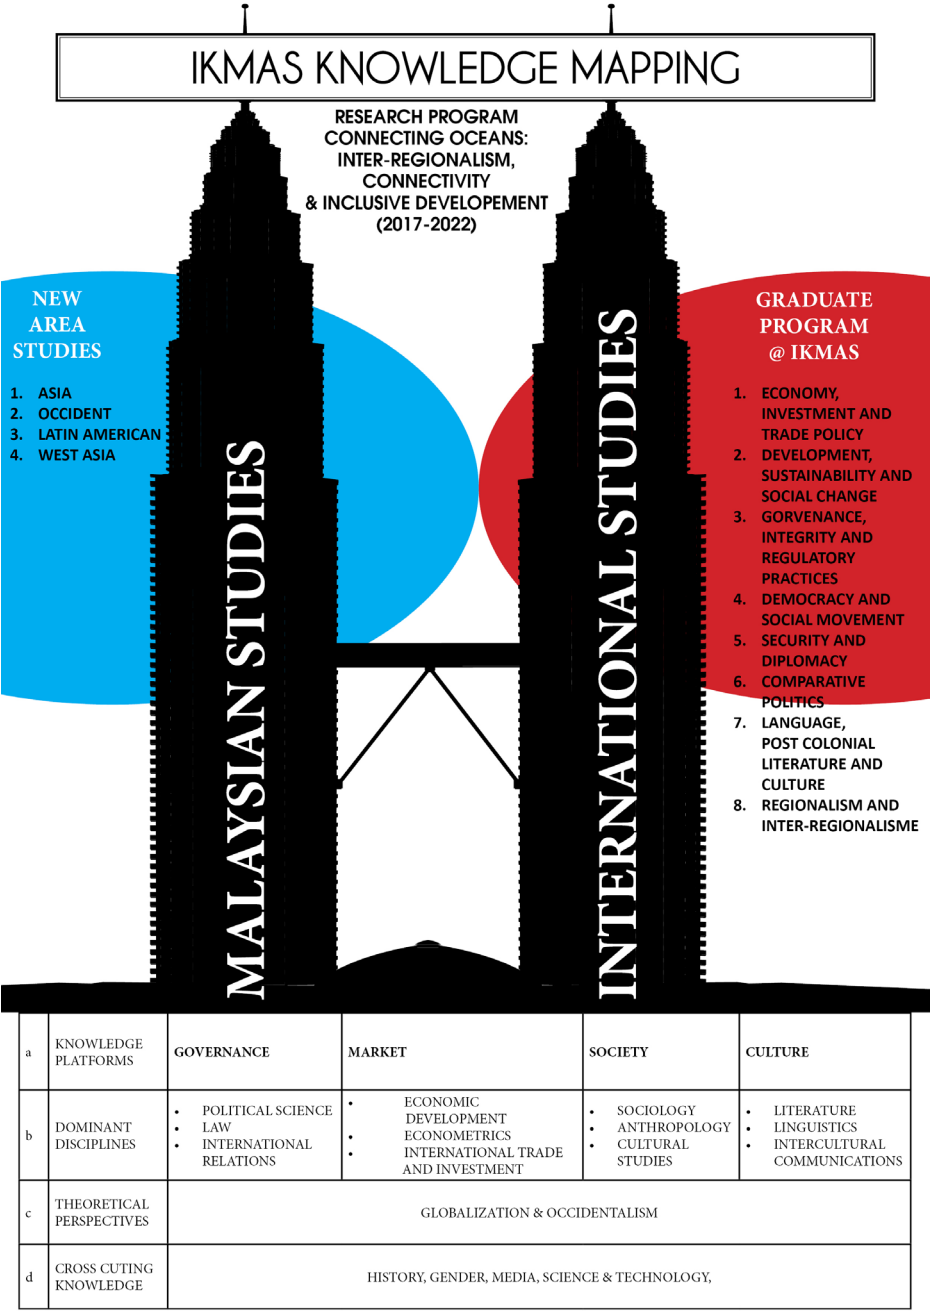 IKMAS KNOWLEDGE MAPPING
RESEARCH PROGRAM
CONNECTING OCEANS:
INTER-REGIONALISM,
CONNECTIVITY
& INCLUSIVE DEVELOPEMENT
(2017-2022)
NEW
AREA
STUDIES
1. ASIA
2. OCCIDENT
3. LATIN AMERICAN
4. WEST ASIA
MALAYSIAN STUDIES
INTERNATIONAL STUDIES
GRADUATE
PROGRAM
@ IKMAS
1. ECONOMY,
INVESTMENT AND
TRADE POLICY
2. DEVELOPMENT,
SUSTAINABILITY AND
SOCIAL CHANGE
3. GORVENANCE,
INTEGRITY AND
REGULATORY
PRACTICES
4. DEMOCRACY AND
SOCIAL MOVEMENT
5. SECURITY AND
DIPLOMACY
6. COMPARATIVE
POLITICS
7. LANGUAGE,
POST COLONIAL
LITERATURE AND
CULTURE
8. REGIONALISM AND
INTER-REGIONALISME
a
KNOWLEDGE
PLATFORMS
GOVERNANCE
MARKET
SOCIETY
CULTURE
b
DOMINANT
DISCIPLINES
• POLITICAL SCIENCE
• LAW
• INTERNATIONAL
RELATIONS
• ECONOMIC
DEVELOPMENT
• ECONOMETRICS
• INTERNATIONAL TRADE
AND INVESTMENT
• SOCIOLOGY
• ANTHROPOLOGY
• CULTURAL
STUDIES
• LITERATURE
• LINGUISTICS
• INTERCULTURAL
COMMUNICATIONS
c
THEORETICAL
PERSPECTIVES
GLOBALIZATION & OCCIDENTALISM
d
CROSS CUTING
KNOWLEDGE
HISTORY, GENDER, MEDIA, SCIENCE & TECHNOLOGY,